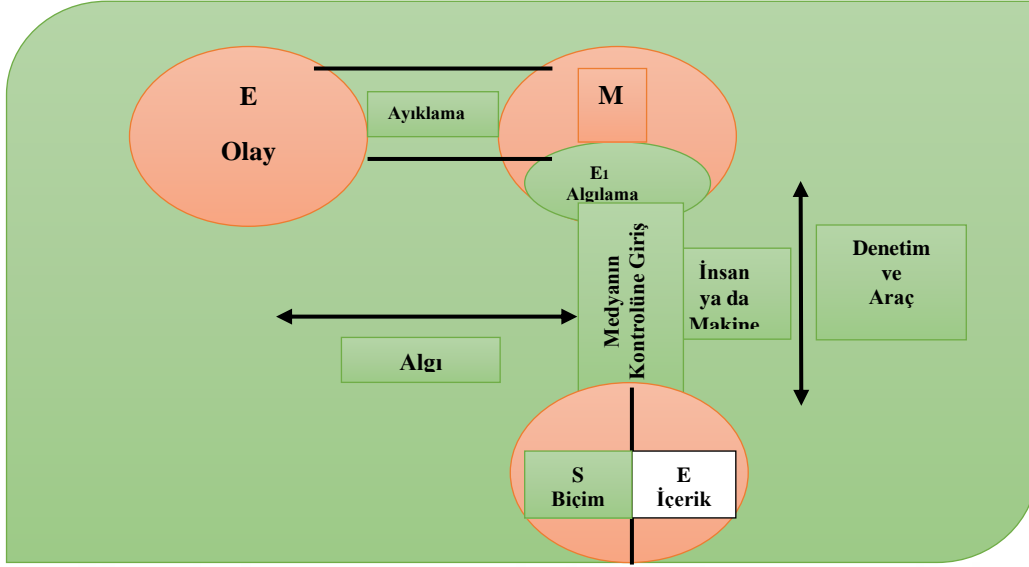 E
Olay
Ayıklama
M
E1
Algılama
Medyanın
Kontrolüne Giriş
İnsan
ya da
Makine
Denetim
ve
Araç
Algı
S
Biçim
E
İçerik